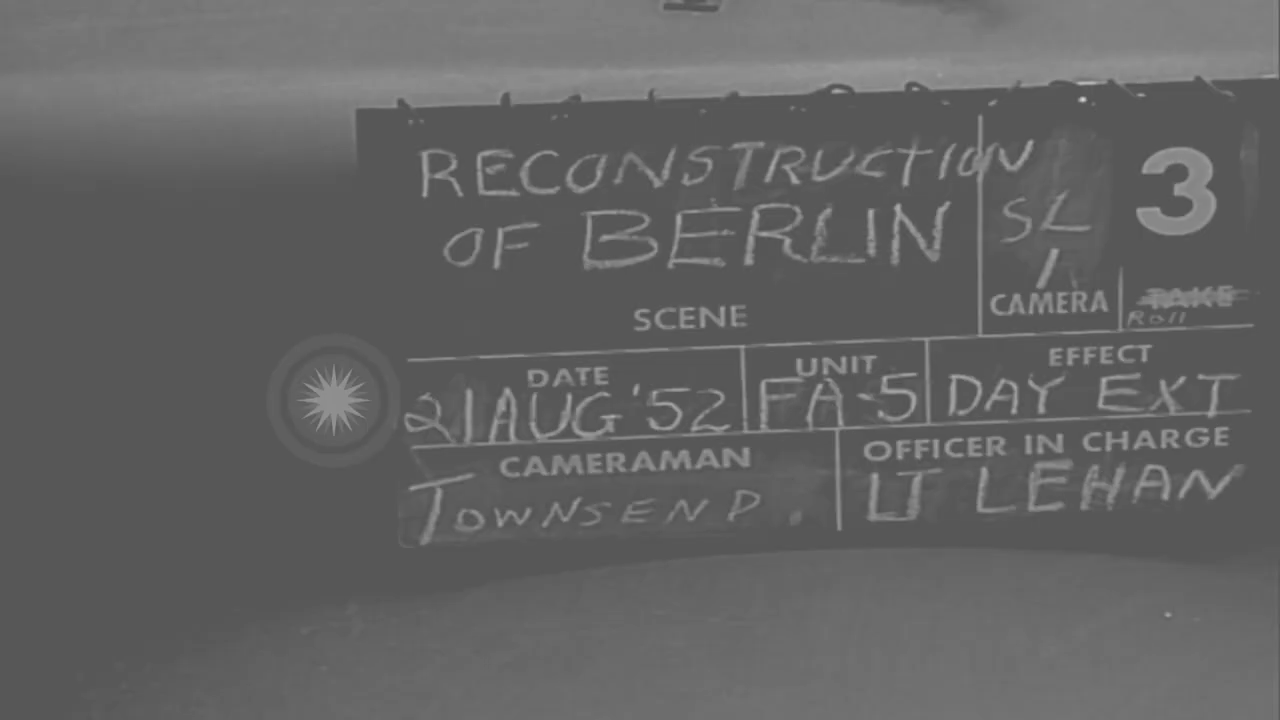 RECONSTRUCTION
OF BERLIN
SCENE
SL
1
CAMERA
3
TAKE
Roll
DATE
21 AUG '52
UNIT
FA-5
EFFECT
DAY EXT
CAMERAMAN
TOWNSEND.
OFFICER IN CHARGE
LT LEHAN